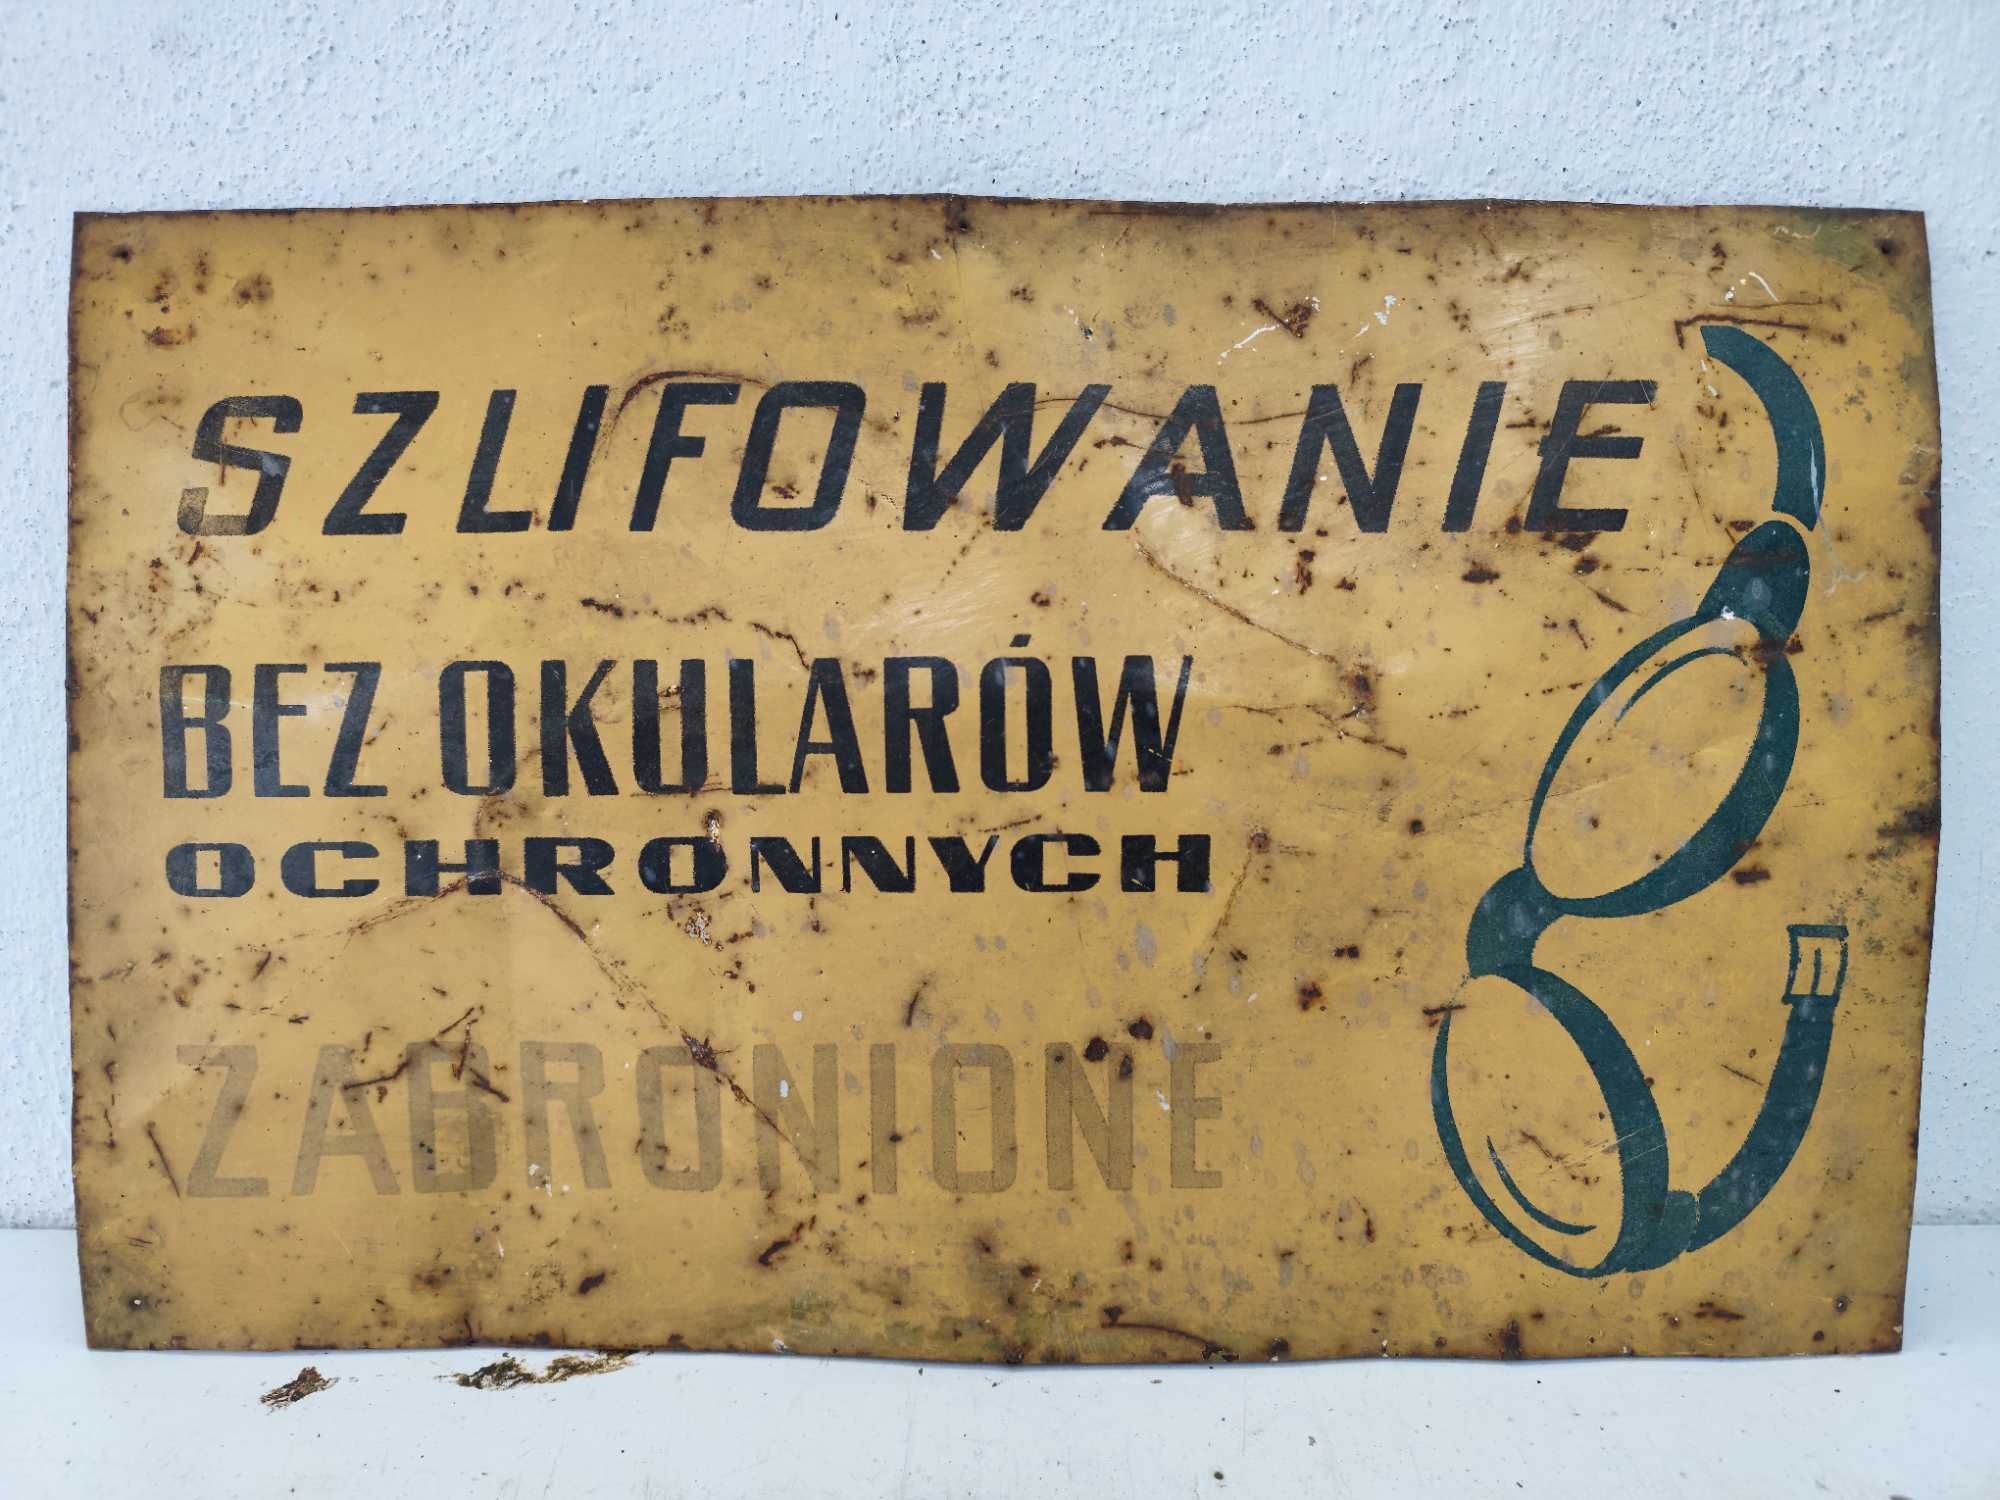 SZLIFOWANIE
BEZ OKULARÓW
OCHRONNYCH
ZABRONIONE